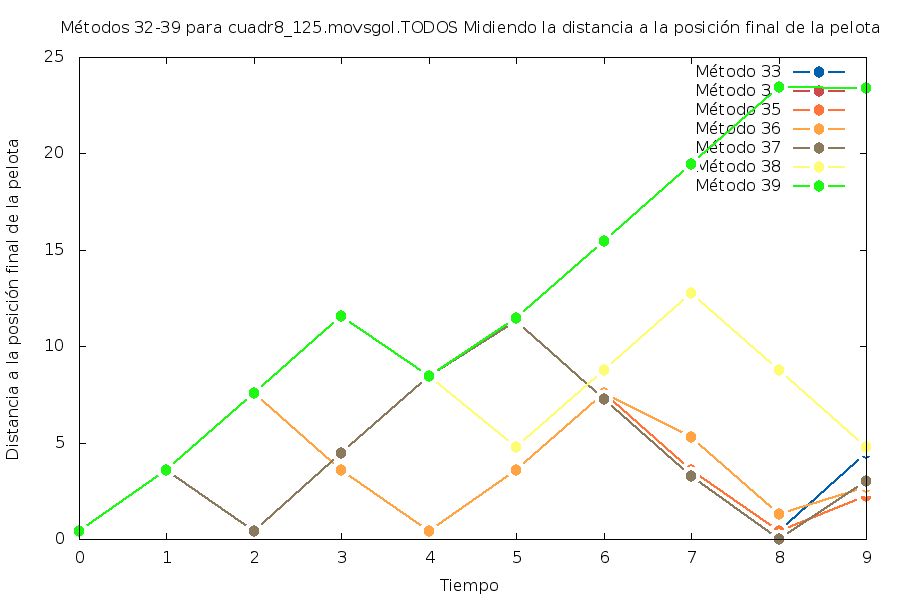 Métodos 32-39 para cuadr8_125.movsgol.TODOS Midiendo la distancia a la posición final de la pelota
Distancia a la posición final de la pelota
25
20
15
10
5
0
Método 33
Método 3
Método 35
Método 36
Método 37
Método 38
Método 39
0 1 2 3 4 5 6 7 8 9
Tiempo